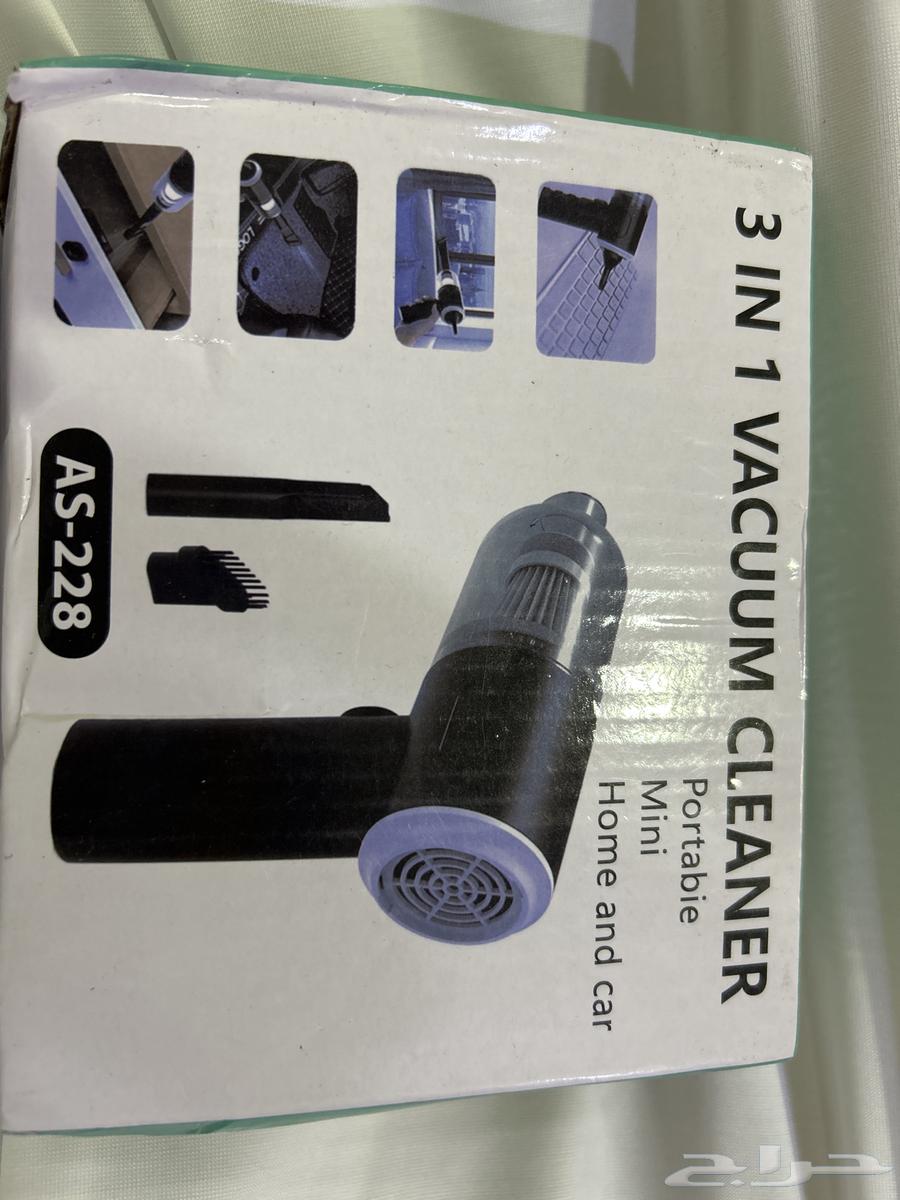 3 IN 1 VACUUM CLEANER
Portabie
Mini
Home and car
AS-228
حراج